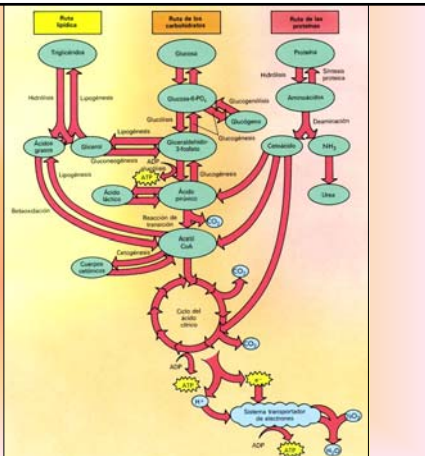 Ruta
lipídica
Ruta de los
carbohidratos
Ruta de las
proteínas
Triglicéridos
Glucosa
Proteína
Hidrólisis
Lipogénesis
Hidrólisis
Síntesis
proteica
Glucosa-6-PO₄
Glucogenólisis
Aminoácidos
Glucógeno
Glucólisis
Glucogénesis
Deaminación
Lipogénesis
Ácidos
grasos
Glicerol
Gliceraldehído-
3-fosfato
Cetoácido
NH₃
Gluconeogénesis
ADP
ATP
Glucogénesis
Lipogénesis
Ácido
láctico
Ácido
pirúvico
Urea
Betaoxidación
Reacción de
transición
CO₂
Acetil
CoA
Cetogénesis
Cuerpos
cetónicos
CO₂
Ciclo del
ácido
cítrico
CO₂
ADP
ATP
e⁻
H⁺
Sistema transportador
de electrones
ADP
ATP
H₂O